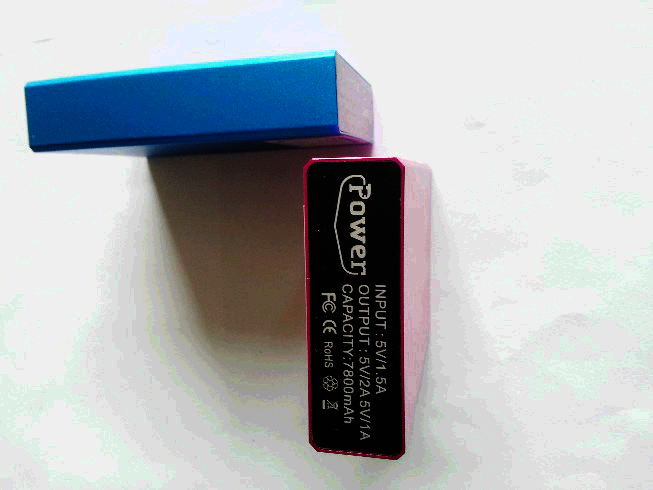 Power
INPUT : 5V/1.5A
OUTPUT : 5V/2A 5V/1A
CAPACITY:7800mAh
FC CE RoHS